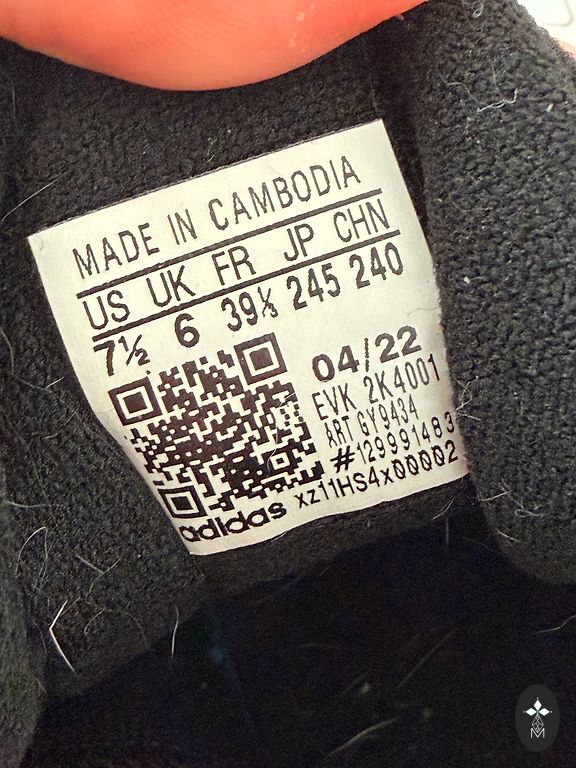 MADE IN CAMBODIA
US UK FR JP CHN
7½ 6 39⅓ 245 240
04/22
EVK 2K4001
ART GY9434
#129991483
xz11HS4x00002
adidas
M